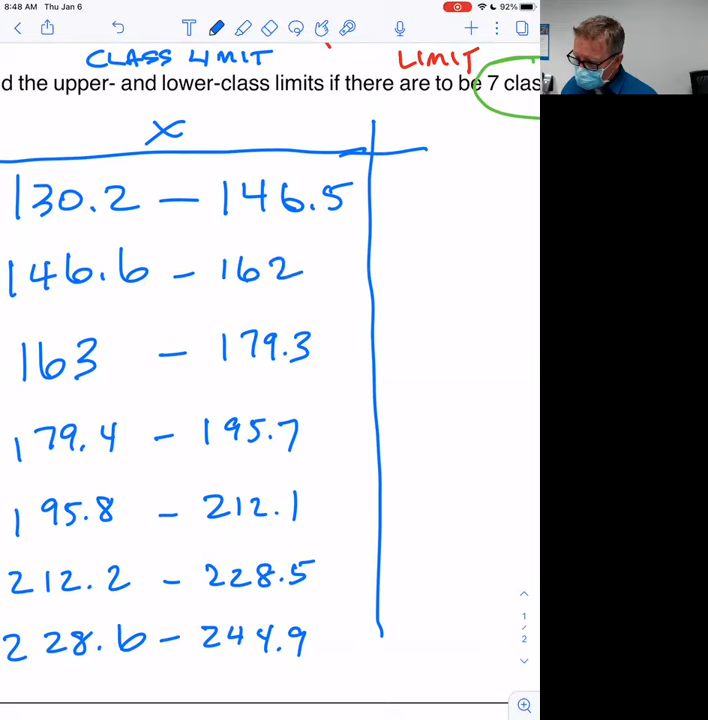 8:48 AM Thu Jan 6
92%
CLASS LIMIT
LIMIT
d the upper- and lower-class limits if there are to be 7 clas
x
130.2 — 146.5
146.6 - 162
163 - 179.3
179.4 - 195.7
195.8 - 212.1
212.2 - 228.5
228.6 - 244.9
1
2